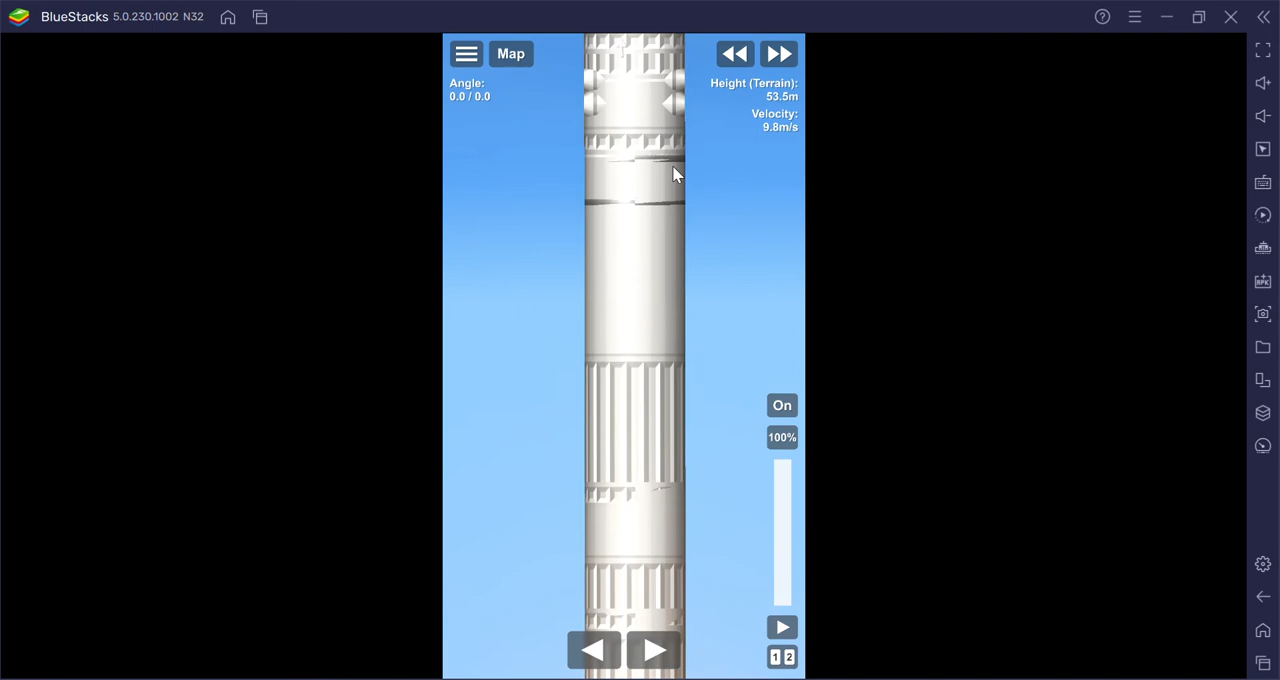 BlueStacks 5.0.230.1002 N32
Map
Angle:
0.0 / 0.0
Height (Terrain):
53.5m
Velocity:
9.8m/s
On
100%
1 2